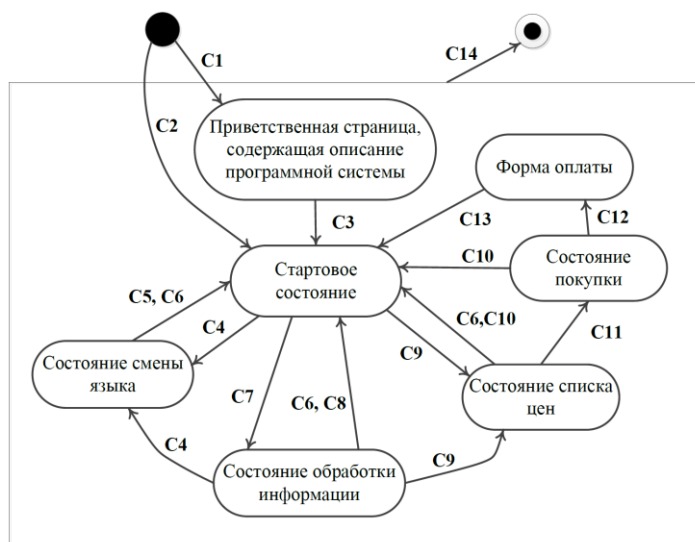 C1
C14
C2
Приветственная страница,
содержащая описание
программной системы
Форма оплаты
C3
C13
C12
Стартовое
состояние
C10
Состояние
покупки
C5, C6
C4
C6,C10
C11
C9
Состояние смены
языка
Состояние списка
цен
C7
C6, C8
C4
Состояние обработки
информации
C9